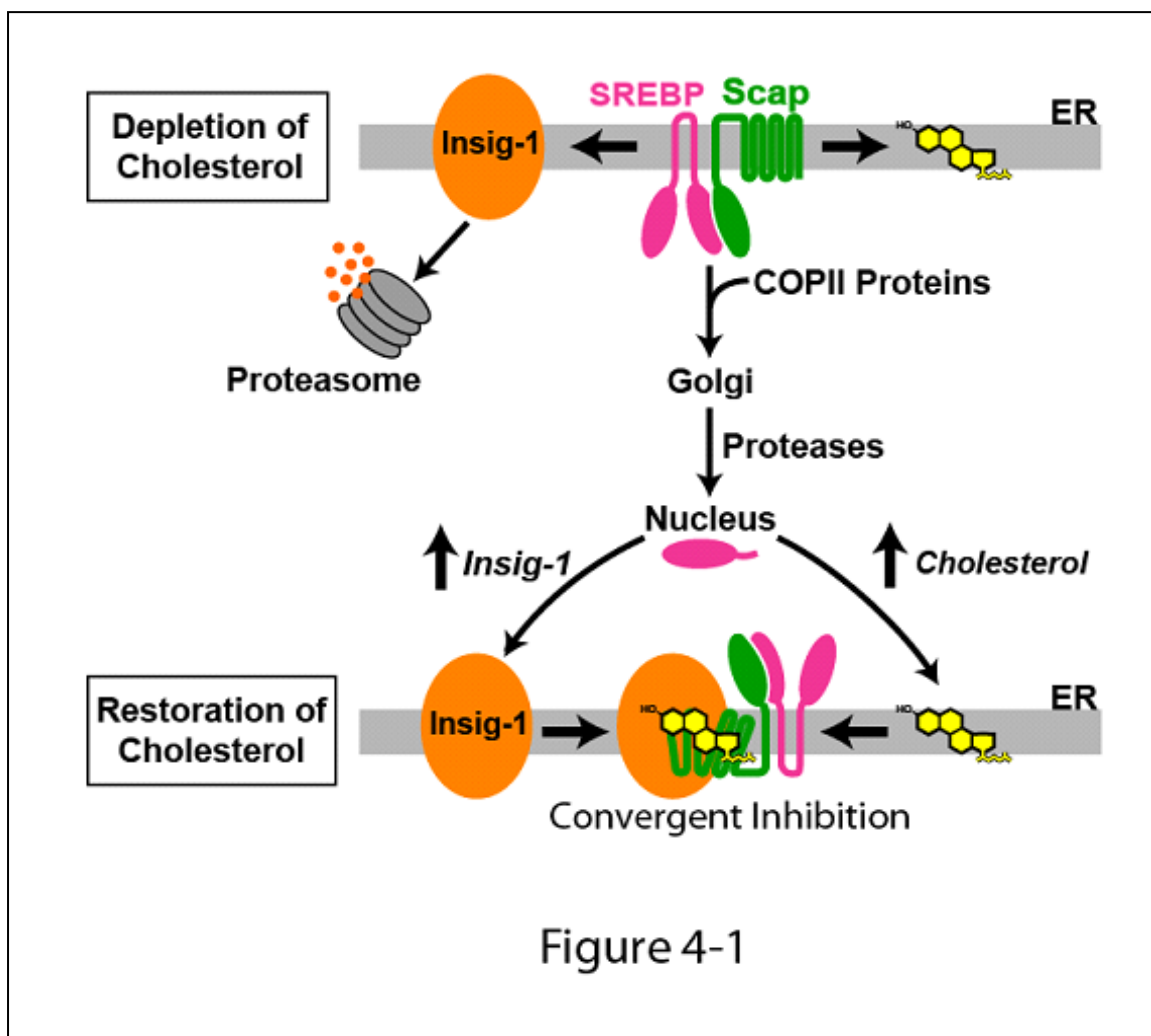 SREBP Scap
ER
Depletion of
Cholesterol
Insig-1
HO
COPII Proteins
Proteasome
Golgi
Proteases
Nucleus
Insig-1
Cholesterol
ER
Restoration of
Cholesterol
Insig-1
HO
HO
Convergent Inhibition
Figure 4-1